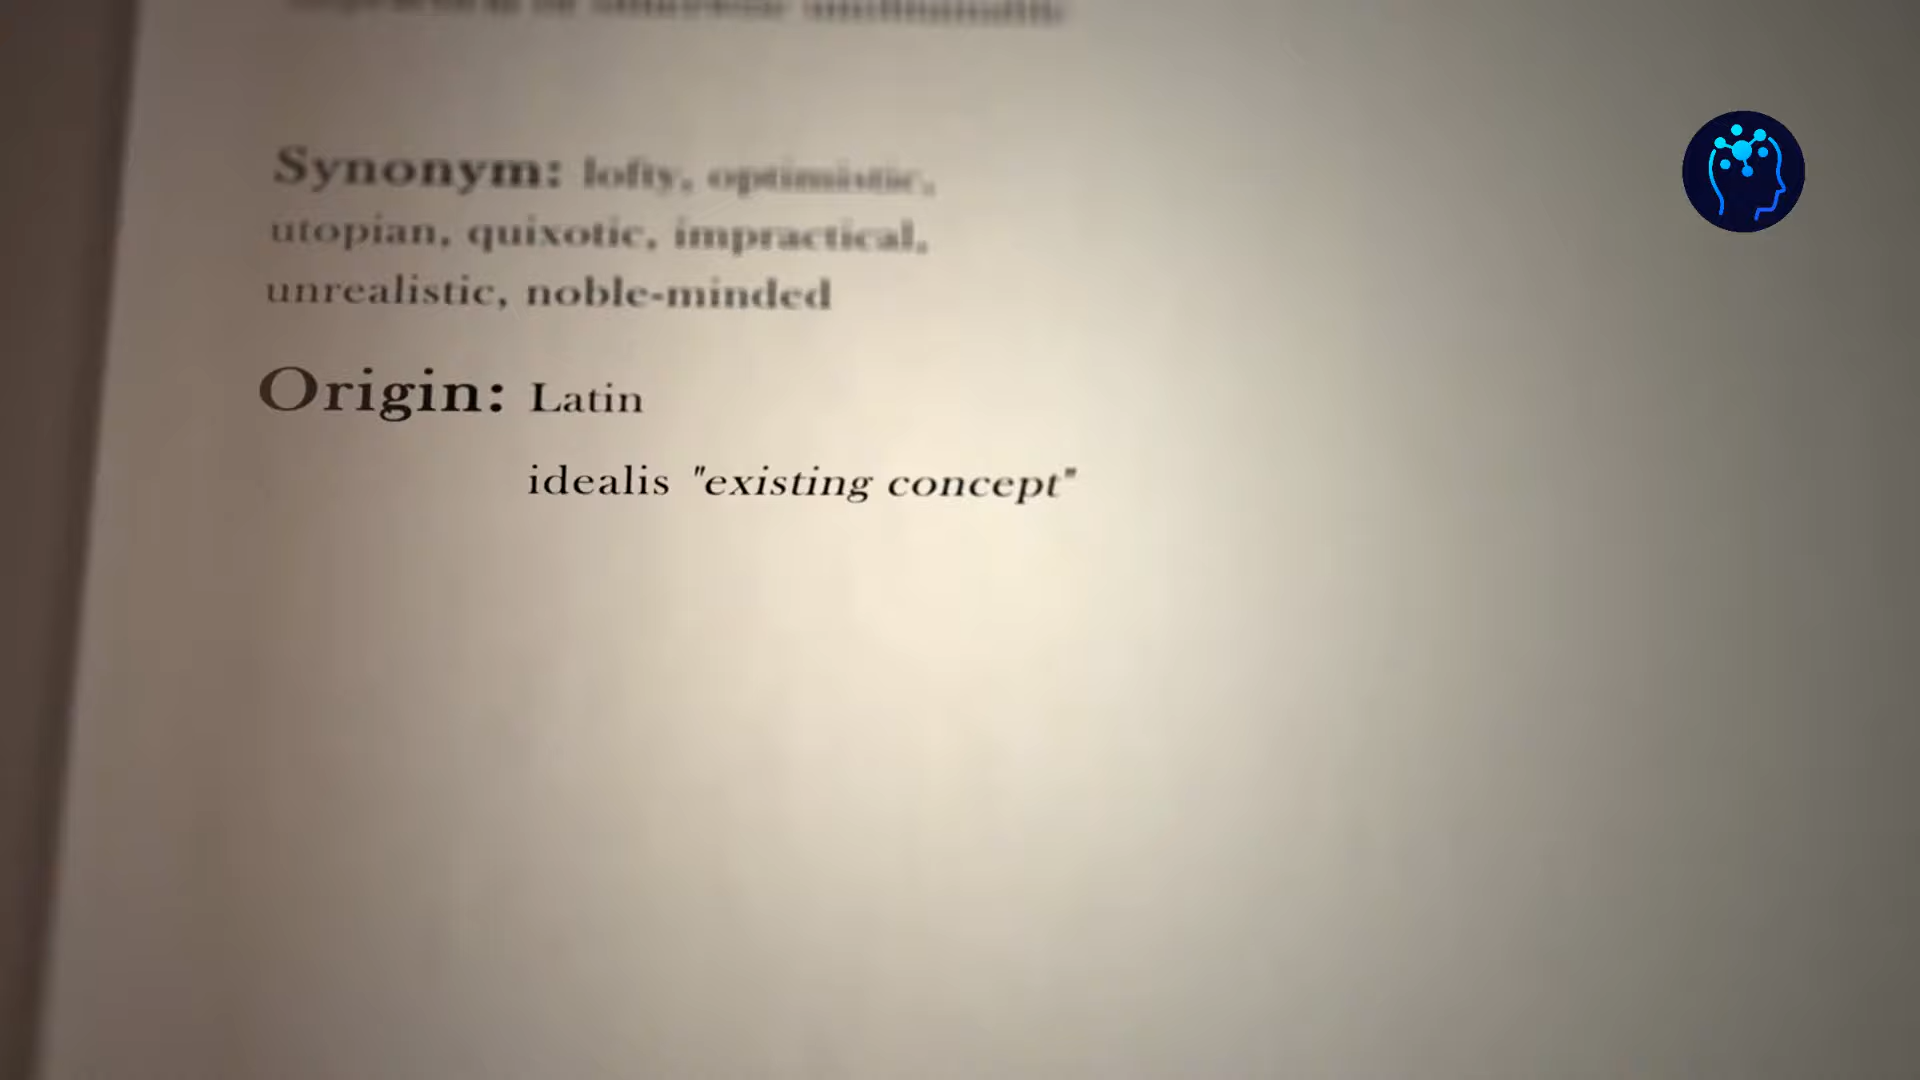 Synonym: lofty, optimistic,
utopian, quixotic, impractical,
unrealistic, noble-minded
Origin: Latin
idealis "existing concept"